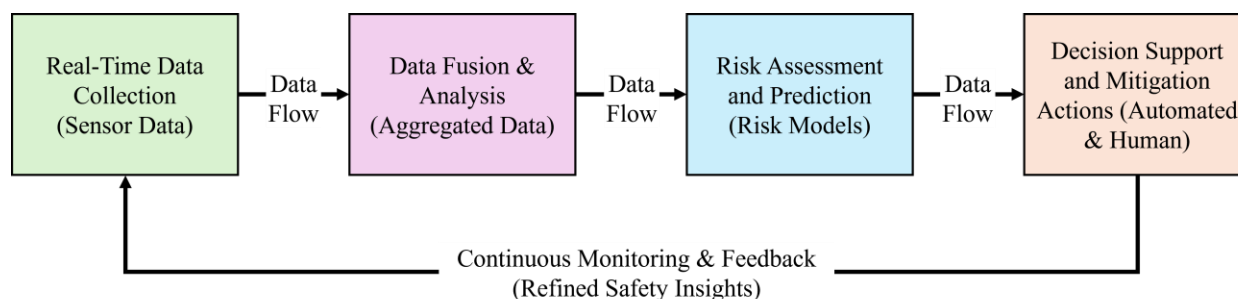 Real-Time Data
Collection
(Sensor Data)
Data
Flow
Data Fusion &
Analysis
(Aggregated Data)
Data
Flow
Risk Assessment
and Prediction
(Risk Models)
Data
Flow
Decision Support
and Mitigation
Actions (Automated
& Human)
Continuous Monitoring & Feedback
(Refined Safety Insights)